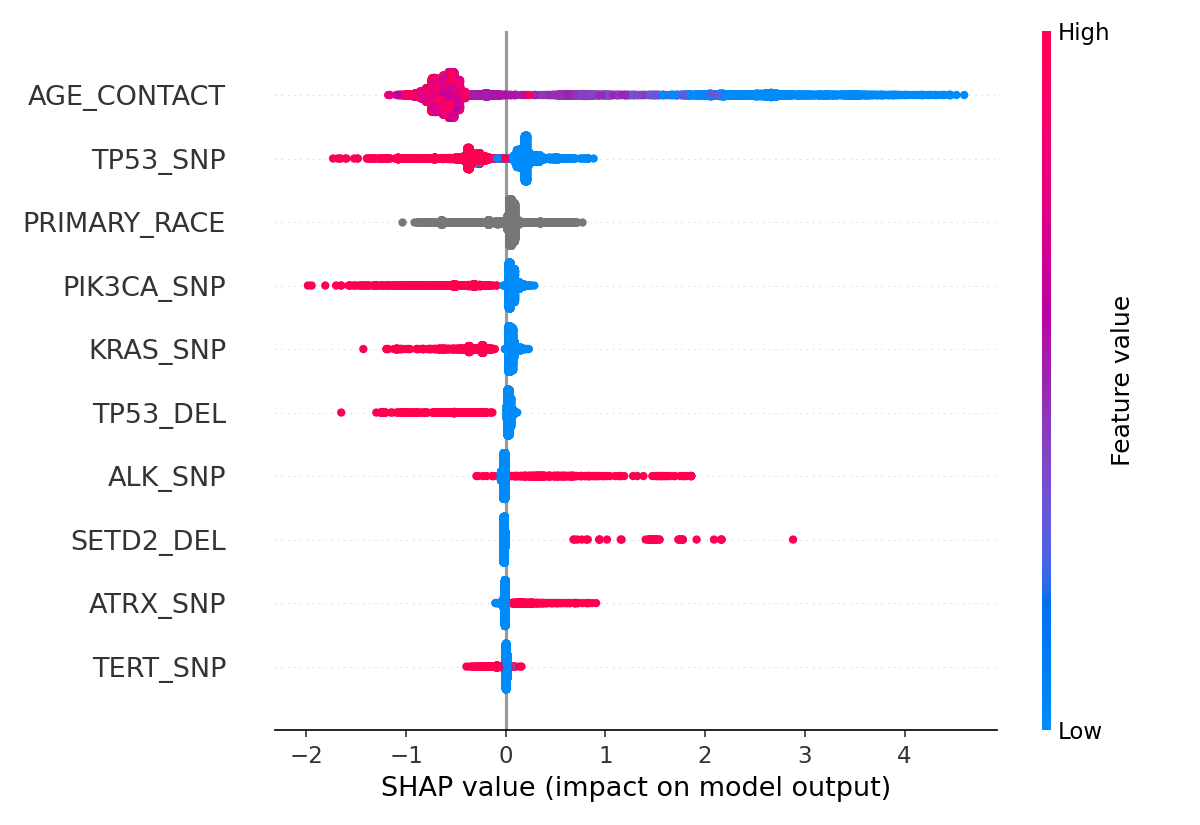 High
AGE_CONTACT
TP53_SNP
PRIMARY_RACE
PIK3CA_SNP
KRAS_SNP
TP53_DEL
ALK_SNP
SETD2_DEL
ATRX_SNP
TERT_SNP
Feature value
Low
−2 −1 0 1 2 3 4
SHAP value (impact on model output)